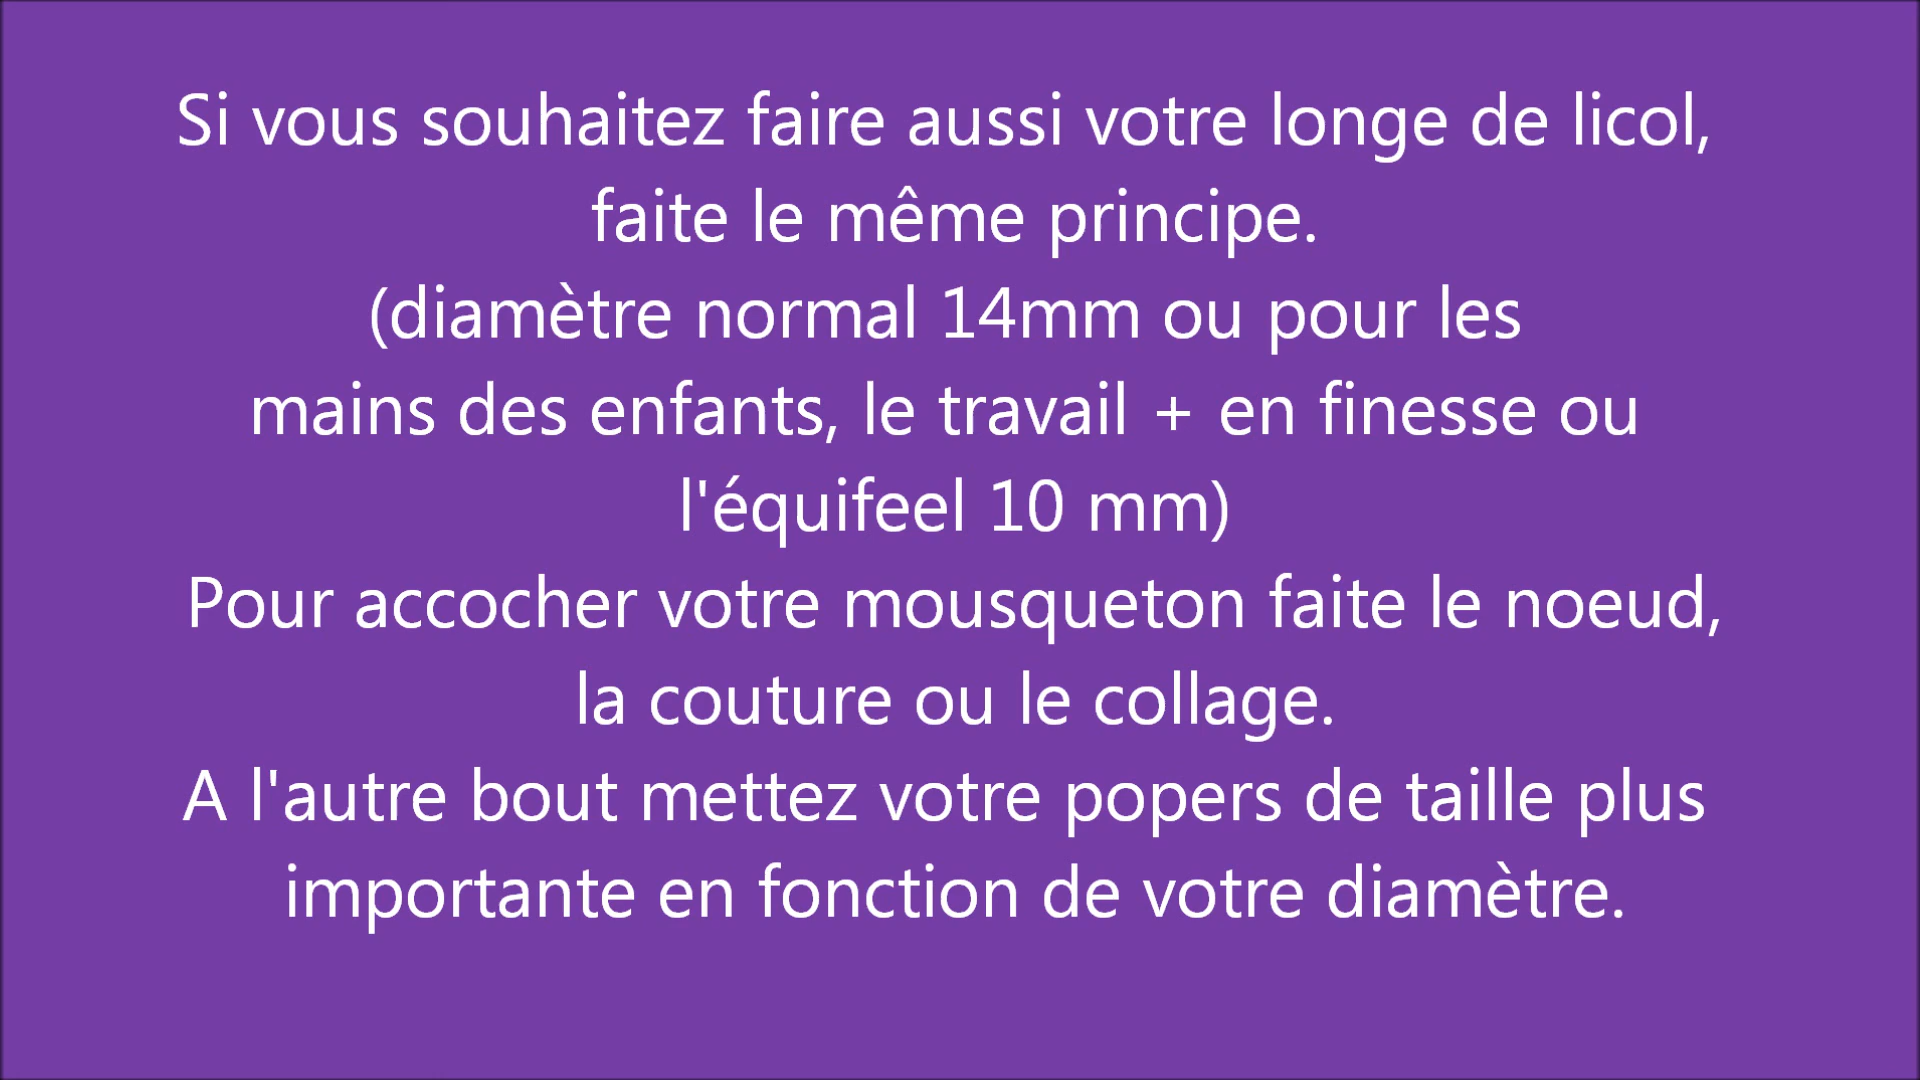 Si vous souhaitez faire aussi votre longe de licol,
faite le même principe.
(diamètre normal 14mm ou pour les
mains des enfants, le travail + en finesse ou
l'équifeel 10 mm)
Pour accocher votre mousqueton faite le noeud,
la couture ou le collage.
A l'autre bout mettez votre popers de taille plus
importante en fonction de votre diamètre.